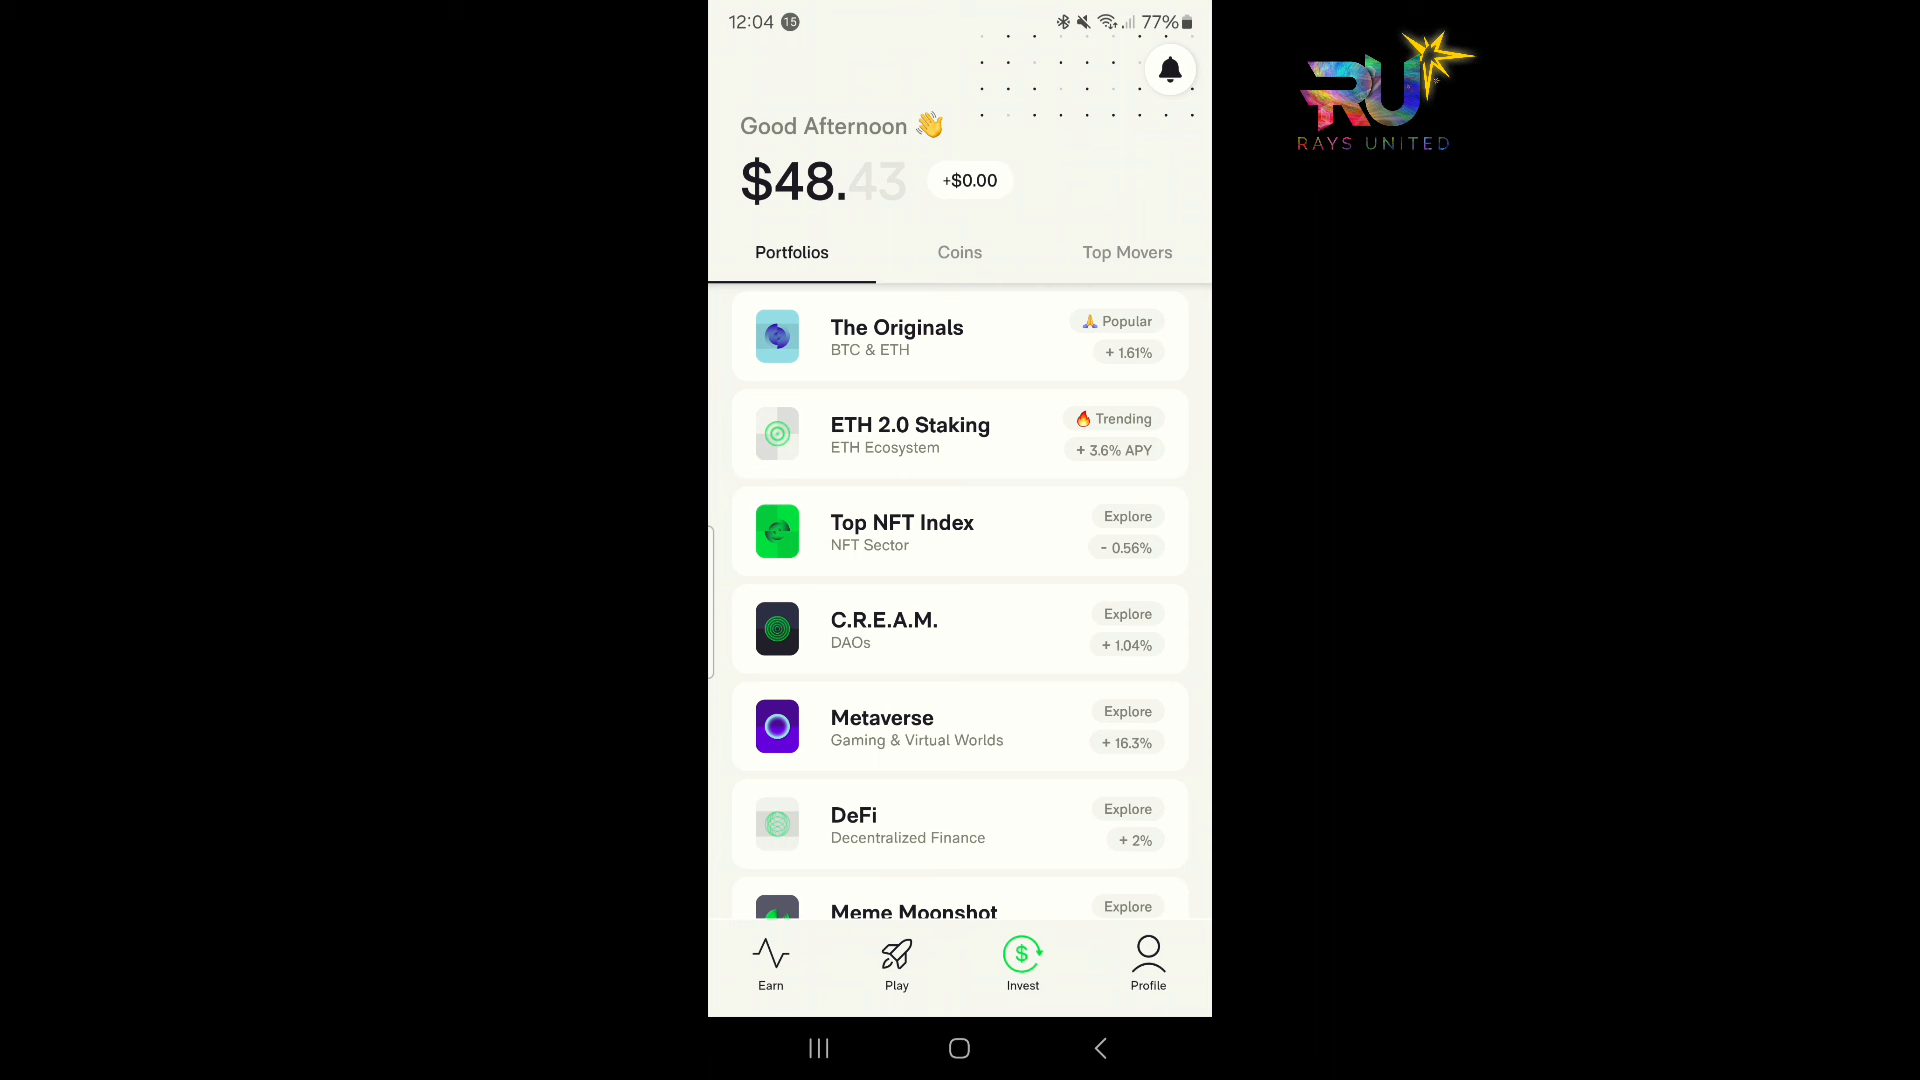 12:04 15 77%
RU
RAYS UNITED
Good Afternoon 👋
$48.43 +$0.00
Portfolios Coins Top Movers
The Originals 🙏 Popular
BTC & ETH + 1.61%
ETH 2.0 Staking 🔥 Trending
ETH Ecosystem + 3.6% APY
Top NFT Index Explore
NFT Sector - 0.56%
C.R.E.A.M. Explore
DAOs + 1.04%
Metaverse Explore
Gaming & Virtual Worlds + 16.3%
DeFi Explore
Decentralized Finance + 2%
Meme Moonshot Explore
$
Earn Play Invest Profile